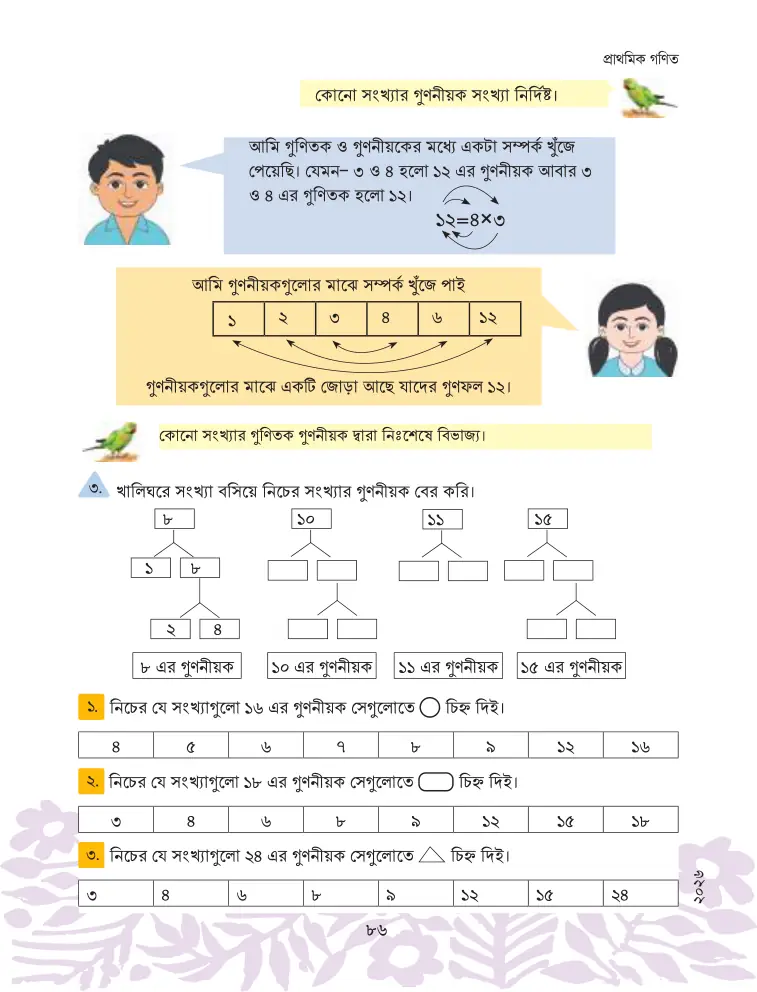 প্রাথমিক গণিত
কোনো সংখ্যার গুণনীয়ক সংখ্যা নির্দিষ্ট।
আমি গুণিতক ও গুণনীয়কের মধ্যে একটা সম্পর্ক খুঁজে
পেয়েছি। যেমন– ৩ ও ৪ হলো ১২ এর গুণনীয়ক আবার ৩
ও ৪ এর গুণিতক হলো ১২।
১২=৪×৩
আমি গুণনীয়কগুলোর মাঝে সম্পর্ক খুঁজে পাই
১ ২ ৩ ৪ ৬ ১২
গুণনীয়কগুলোর মাঝে একটি জোড়া আছে যাদের গুণফল ১২।
কোনো সংখ্যার গুণিতক গুণনীয়ক দ্বারা নিঃশেষে বিভাজ্য।
৩. খালিঘরে সংখ্যা বসিয়ে নিচের সংখ্যার গুণনীয়ক বের করি।
৮ ১০ ১১ ১৫
১ ৮
২ ৪
৮ এর গুণনীয়ক ১০ এর গুণনীয়ক ১১ এর গুণনীয়ক ১৫ এর গুণনীয়ক
১. নিচের যে সংখ্যাগুলো ১৬ এর গুণনীয়ক সেগুলোতে চিহ্ন দিই।
৪ ৫ ৬ ৭ ৮ ৯ ১২ ১৬
২. নিচের যে সংখ্যাগুলো ১৮ এর গুণনীয়ক সেগুলোতে চিহ্ন দিই।
৩ ৪ ৬ ৮ ৯ ১২ ১৫ ১৮
৩. নিচের যে সংখ্যাগুলো ২৪ এর গুণনীয়ক সেগুলোতে চিহ্ন দিই।
৩ ৪ ৬ ৮ ৯ ১২ ১৫ ২৪
২০২৬
৮৬